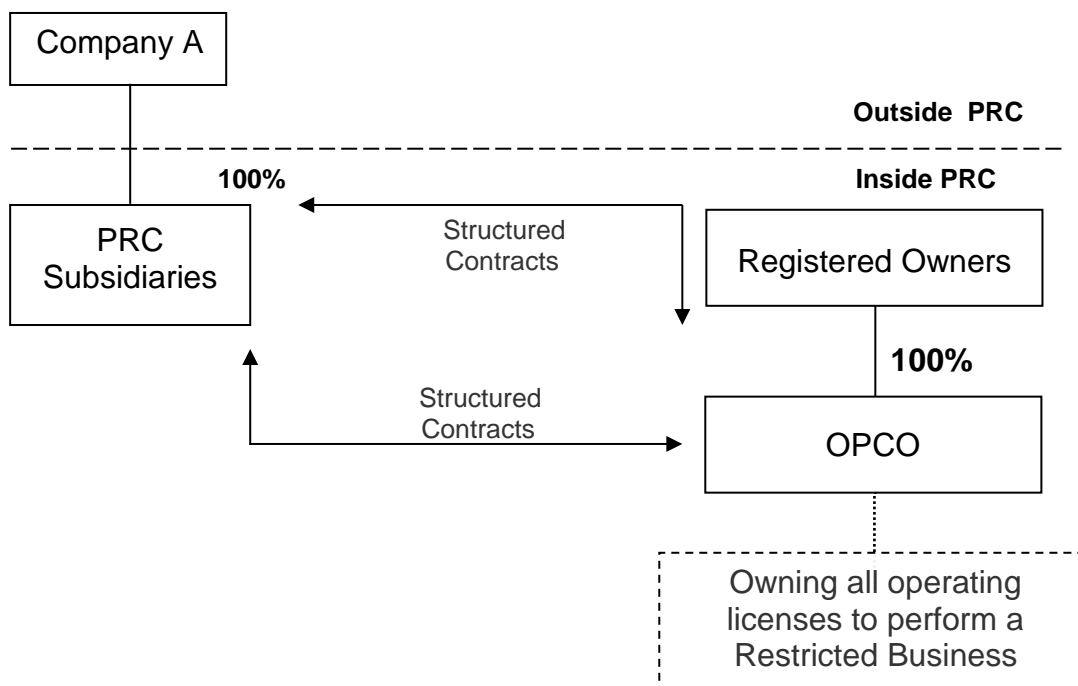 Company A
Outside PRC
100%
Inside PRC
PRC
Subsidiaries
Structured
Contracts
Registered Owners
100%
Structured
Contracts
OPCO
Owning all operating
licenses to perform a
Restricted Business